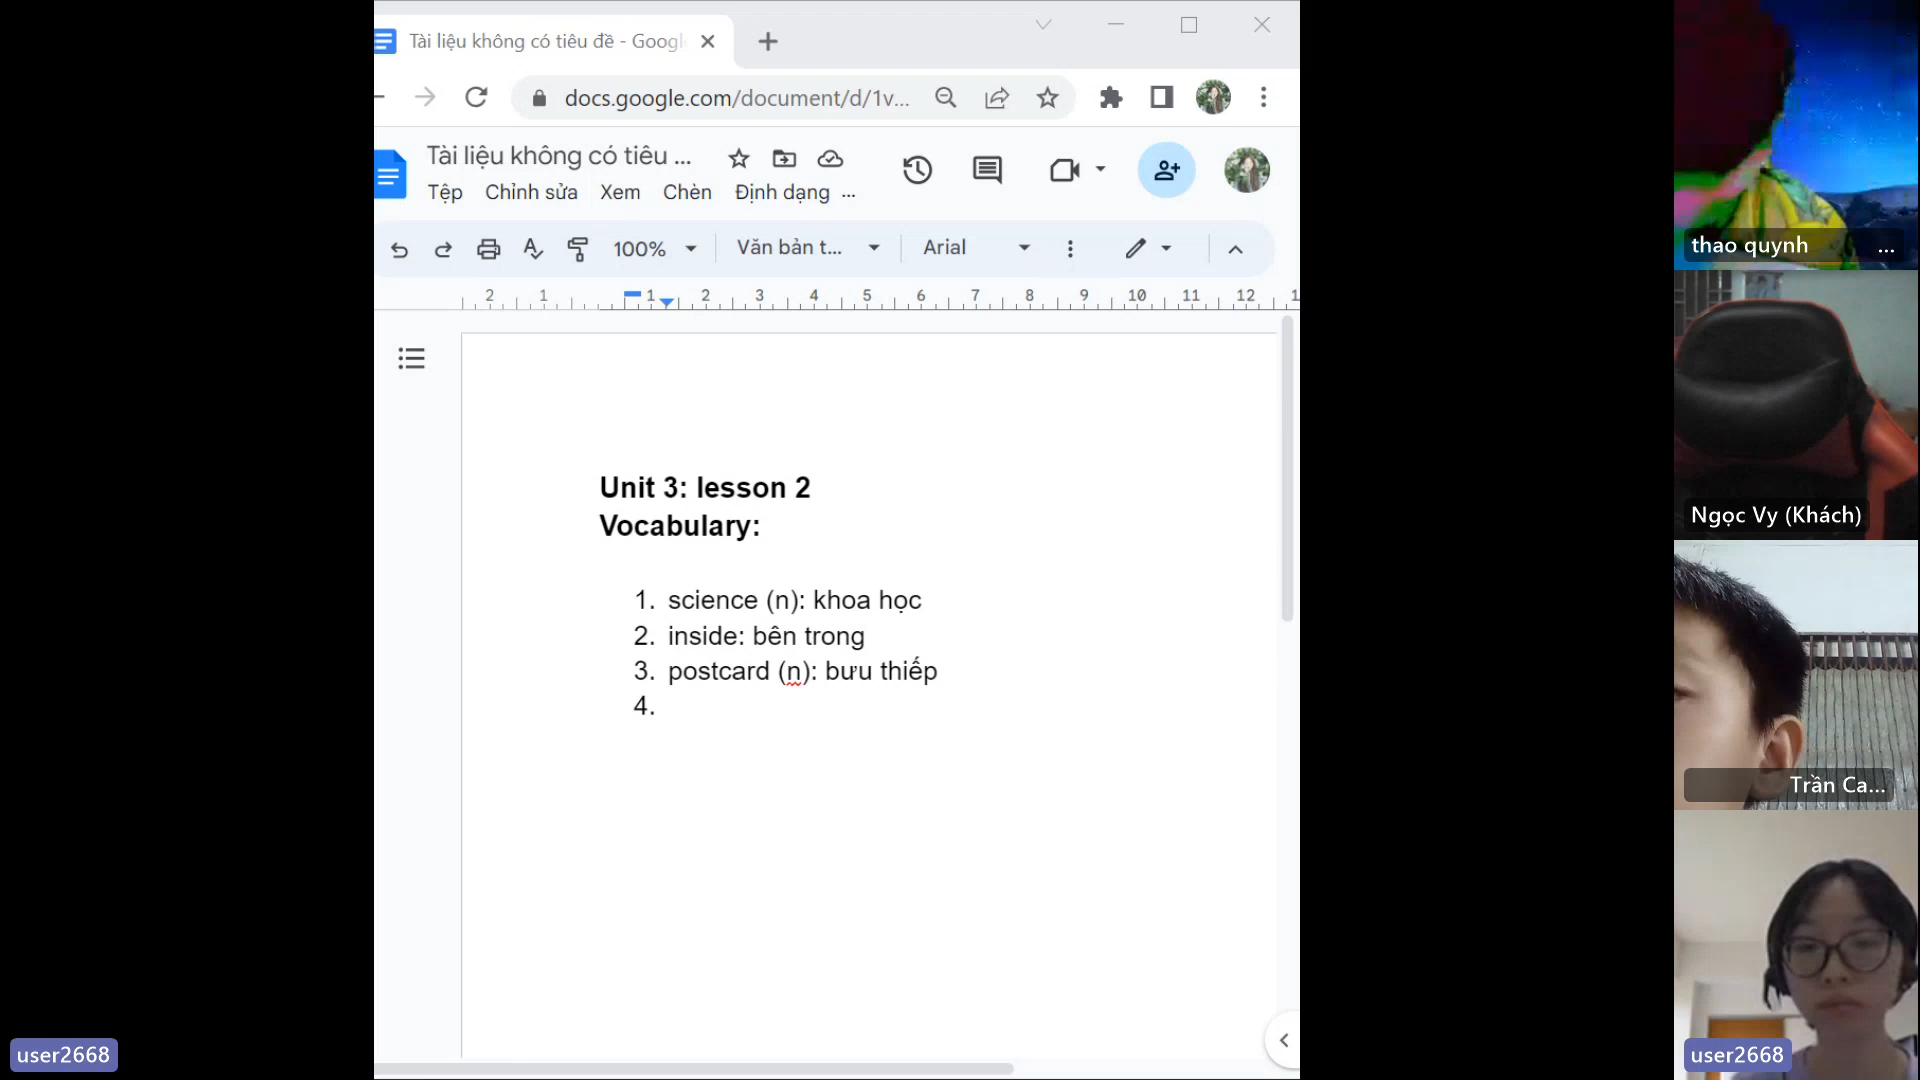 Tài liệu không có tiêu đề - Googl
docs.google.com/document/d/1v...
Tài liệu không có tiêu ...
Tệp Chỉnh sửa Xem Chèn Định dạng ...
100% Văn bản t... Arial
2 1 1 2 3 4 5 6 7 8 9 10 11 12 1
Unit 3: lesson 2
Vocabulary:
1. science (n): khoa học
2. inside: bên trong
3. postcard (n): bưu thiếp
4.
user2668
thao quynh ...
Ngọc Vy (Khách)
Trần Ca...
user2668